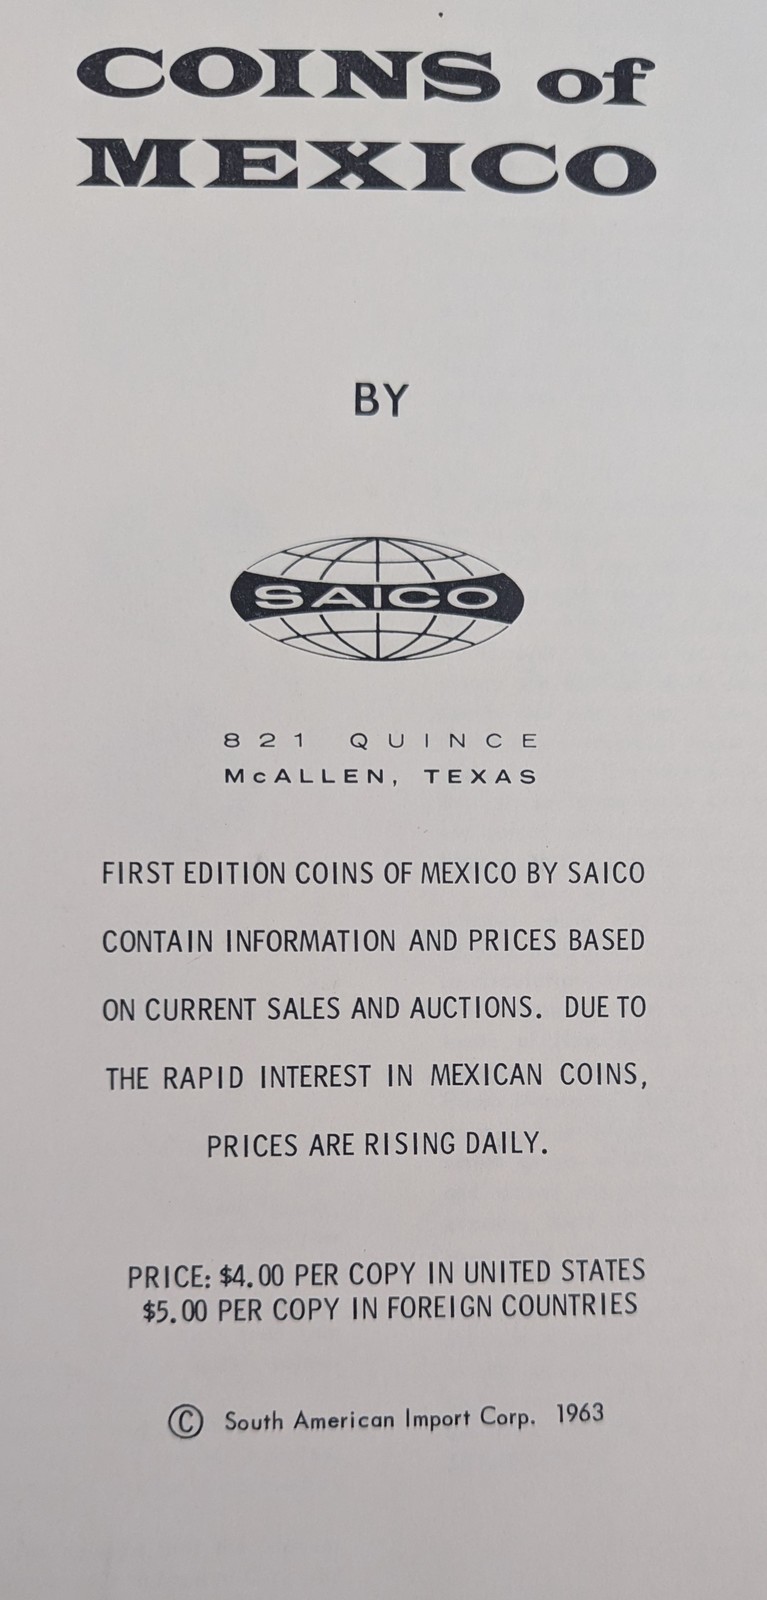 COINS of
MEXICO
BY
SAICO
821 QUINCE
McALLEN, TEXAS
FIRST EDITION COINS OF MEXICO BY SAICO
CONTAIN INFORMATION AND PRICES BASED
ON CURRENT SALES AND AUCTIONS. DUE TO
THE RAPID INTEREST IN MEXICAN COINS,
PRICES ARE RISING DAILY.
PRICE: $4.00 PER COPY IN UNITED STATES
$5.00 PER COPY IN FOREIGN COUNTRIES
© South American Import Corp. 1963